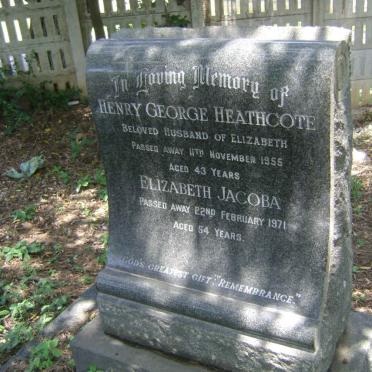 In Loving Memory of
HENRY GEORGE HEATHCOTE
BELOVED HUSBAND OF ELIZABETH
PASSED AWAY 11TH NOVEMBER 1955
AGED 43 YEARS
ELIZABETH JACOBA
PASSED AWAY 22ND FEBRUARY 1971
AGED 54 YEARS.
"GOD'S GREATEST GIFT, "REMEMBRANCE."